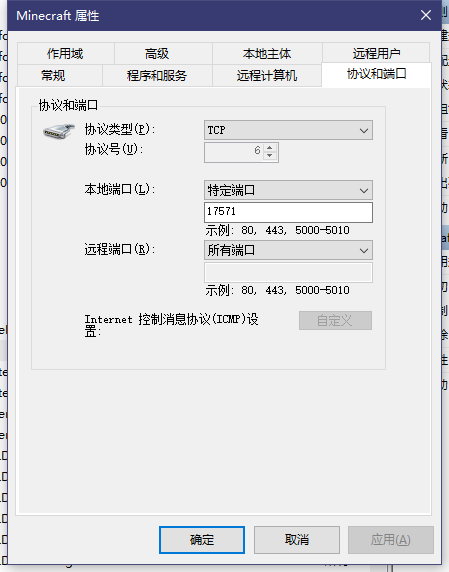 Minecraft 属性
作用域 高级 本地主体 远程用户
常规 程序和服务 远程计算机 协议和端口
协议和端口
协议类型(P): TCP
协议号(U): 6
本地端口(L): 特定端口
17571
示例: 80, 443, 5000-5010
远程端口(R): 所有端口
示例: 80, 443, 5000-5010
Internet 控制消息协议(ICMP)设
置: 自定义
确定 取消 应用(A)